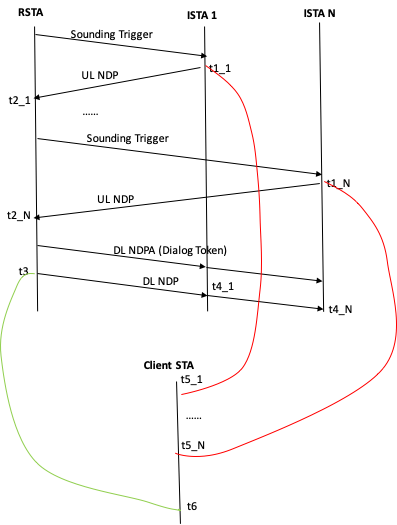 RSTA
ISTA 1
ISTA N
Sounding Trigger
t1_1
UL NDP
t2_1
......
Sounding Trigger
t1_N
UL NDP
t2_N
DL NDPA (Dialog Token)
t3
DL NDP
t4_1
t4_N
Client STA
t5_1
......
t5_N
t6